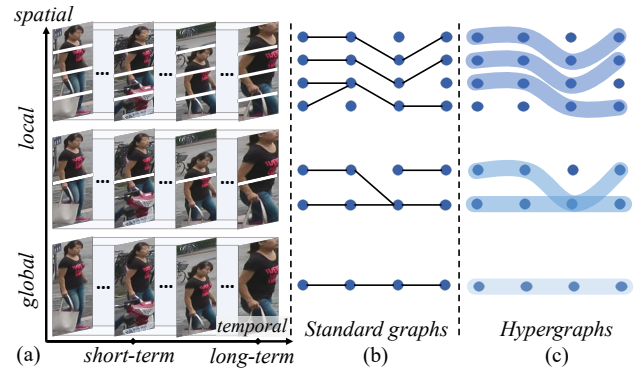 spatial
local
global
temporal
short-term
long-term
(a)
Standard graphs
(b)
Hypergraphs
(c)